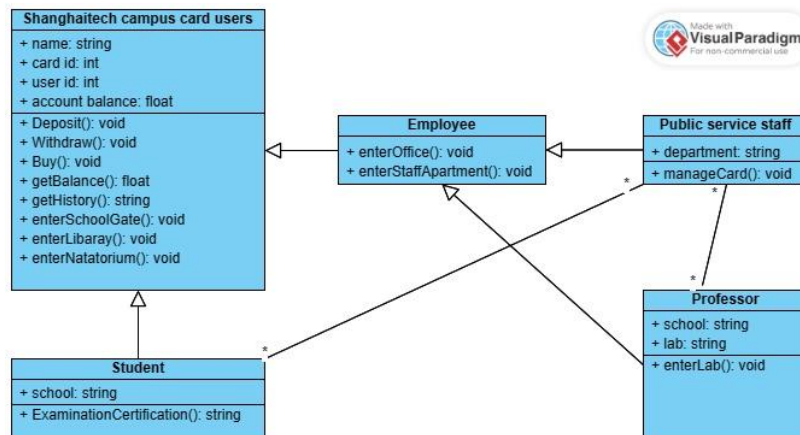 Shanghaitech campus card users
+ name: string
+ card id: int
+ user id: int
+ account balance: float
+ Deposit(): void
+ Withdraw(): void
+ Buy(): void
+ getBalance(): float
+ getHistory(): string
+ enterSchoolGate(): void
+ enterLibaray(): void
+ enterNatatorium(): void
Made with
Visual Paradigm
For non-commercial use
Employee
+ enterOffice(): void
+ enterStaffApartment(): void
Public service staff
+ department: string
+ manageCard(): void
*
*
*
*
Professor
+ school: string
+ lab: string
+ enterLab(): void
Student
+ school: string
+ ExaminationCertification(): string